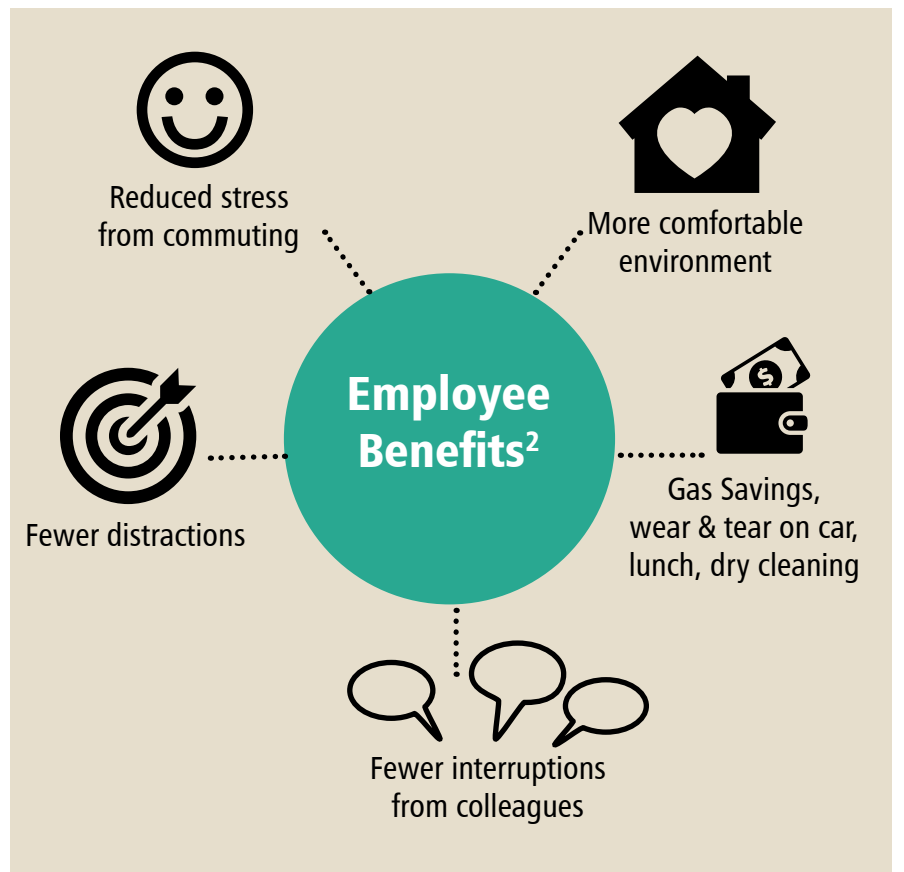 Reduced stress
from commuting
More comfortable
environment
Employee
Benefits²
Fewer distractions
$
Gas Savings,
wear & tear on car,
lunch, dry cleaning
Fewer interruptions
from colleagues